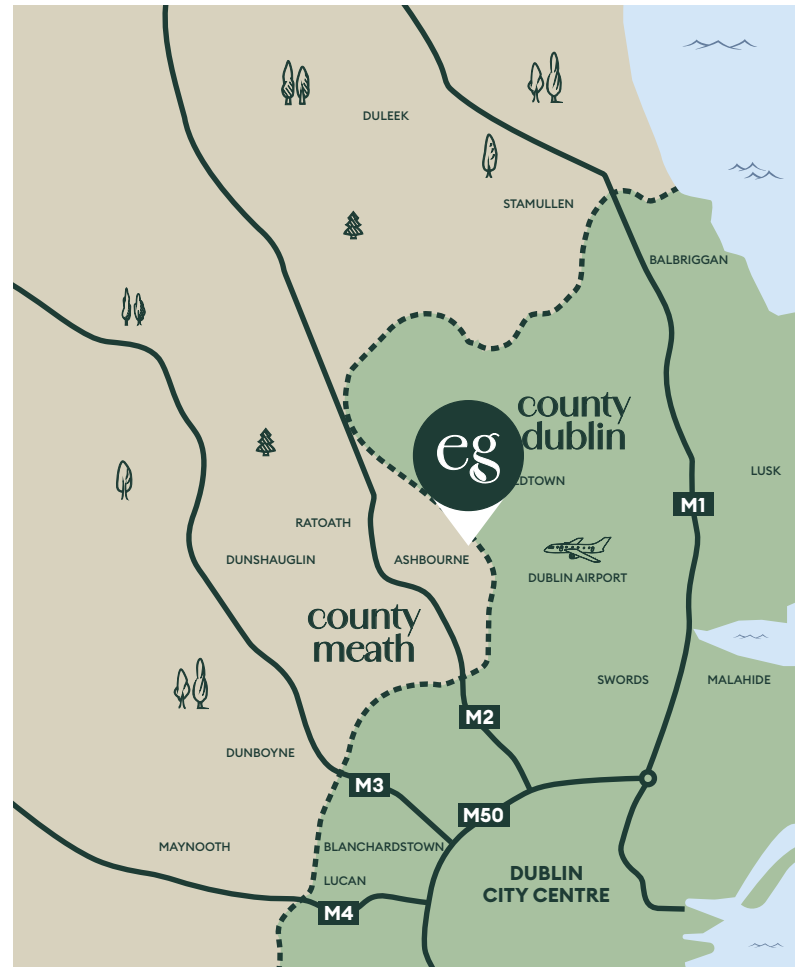 DULEEK
STAMULLEN
BALBRIGGAN
county
dublin
eg
LUSK
M1
RATOATH
DUNSHAUGLIN
ASHBOURNE
DUBLIN AIRPORT
county
meath
SWORDS
MALAHIDE
M2
DUNBOYNE
M3
M50
MAYNOOTH
BLANCHARDSTOWN
LUCAN
DUBLIN
CITY CENTRE
M4